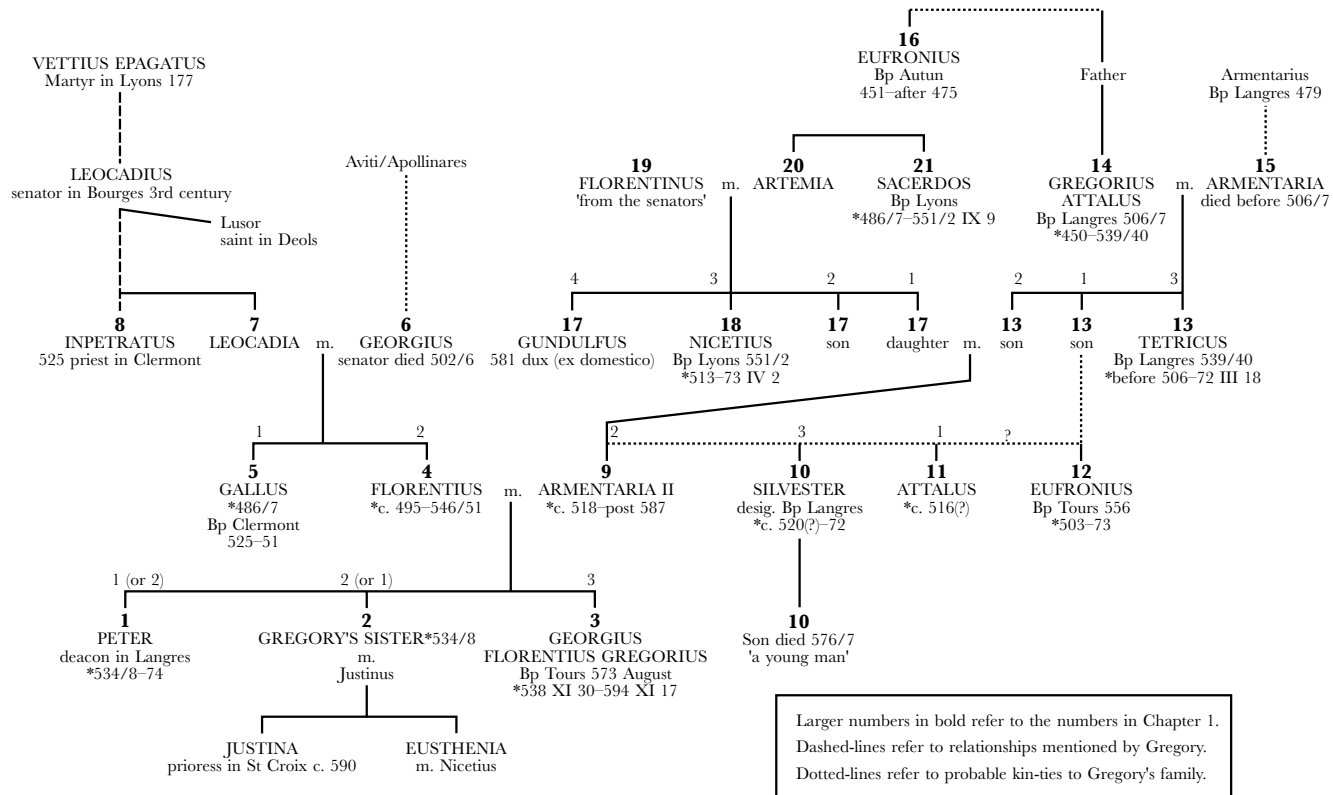 16
EUFRONIUS
Bp Autun
451–after 475
VETTIUS EPAGATUS
Martyr in Lyons 177
Father
Armentarius
Bp Langres 479
LEOCADIUS
senator in Bourges 3rd century
Lusor
saint in Deols
Aviti/Apollinares
19
FLORENTINUS
'from the senators'
m.
20
ARTEMIA
21
SACERDOS
Bp Lyons
*486/7–551/2 IX 9
14
GREGORIUS
ATTALUS
Bp Langres 506/7
*450–539/40
m.
15
ARMENTARIA
died before 506/7
8
INPETRATUS
525 priest in Clermont
7
LEOCADIA
m.
6
GEORGIUS
senator died 502/6
4
17
GUNDULFUS
581 dux (ex domestico)
3
18
NICETIUS
Bp Lyons 551/2
*513–73 IV 2
2
17
son
1
17
daughter
m.
2
13
son
1
13
son
3
13
TETRICUS
Bp Langres 539/40
*before 506–72 III 18
1
5
GALLUS
*486/7
Bp Clermont
525–51
2
4
FLORENTIUS
*c. 495–546/51
m.
2
9
ARMENTARIA II
*c. 518–post 587
3
10
SILVESTER
desig. Bp Langres
*c. 520(?)–72
1
11
ATTALUS
*c. 516(?)
?
12
EUFRONIUS
Bp Tours 556
*503–73
1 (or 2)
1
PETER
deacon in Langres
*534/8–74
2 (or 1)
2
GREGORY'S SISTER*534/8
m.
Justinus
3
3
GEORGIUS
FLORENTIUS GREGORIUS
Bp Tours 573 August
*538 XI 30–594 XI 17
10
Son died 576/7
'a young man'
JUSTINA
prioress in St Croix c. 590
EUSTHENIA
m. Nicetius
Larger numbers in bold refer to the numbers in Chapter 1.
Dashed-lines refer to relationships mentioned by Gregory.
Dotted-lines refer to probable kin-ties to Gregory's family.